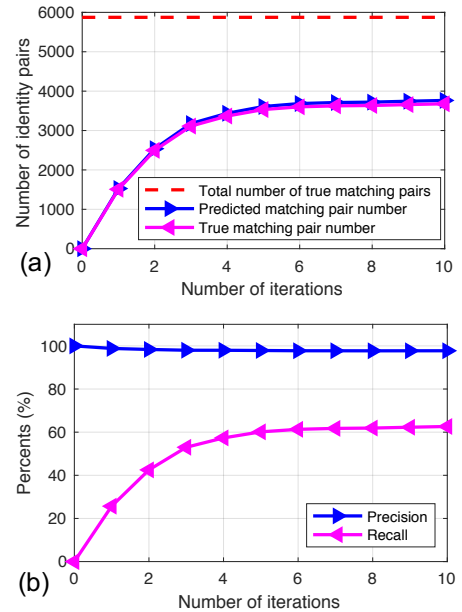 6000
5000
4000
3000
2000
1000
0
Number of identity pairs
Total number of true matching pairs
Predicted matching pair number
True matching pair number
0 2 4 6 8 10
Number of iterations
(a)
100
80
60
40
20
0
Percents (%)
Precision
Recall
0 2 4 6 8 10
Number of iterations
(b)